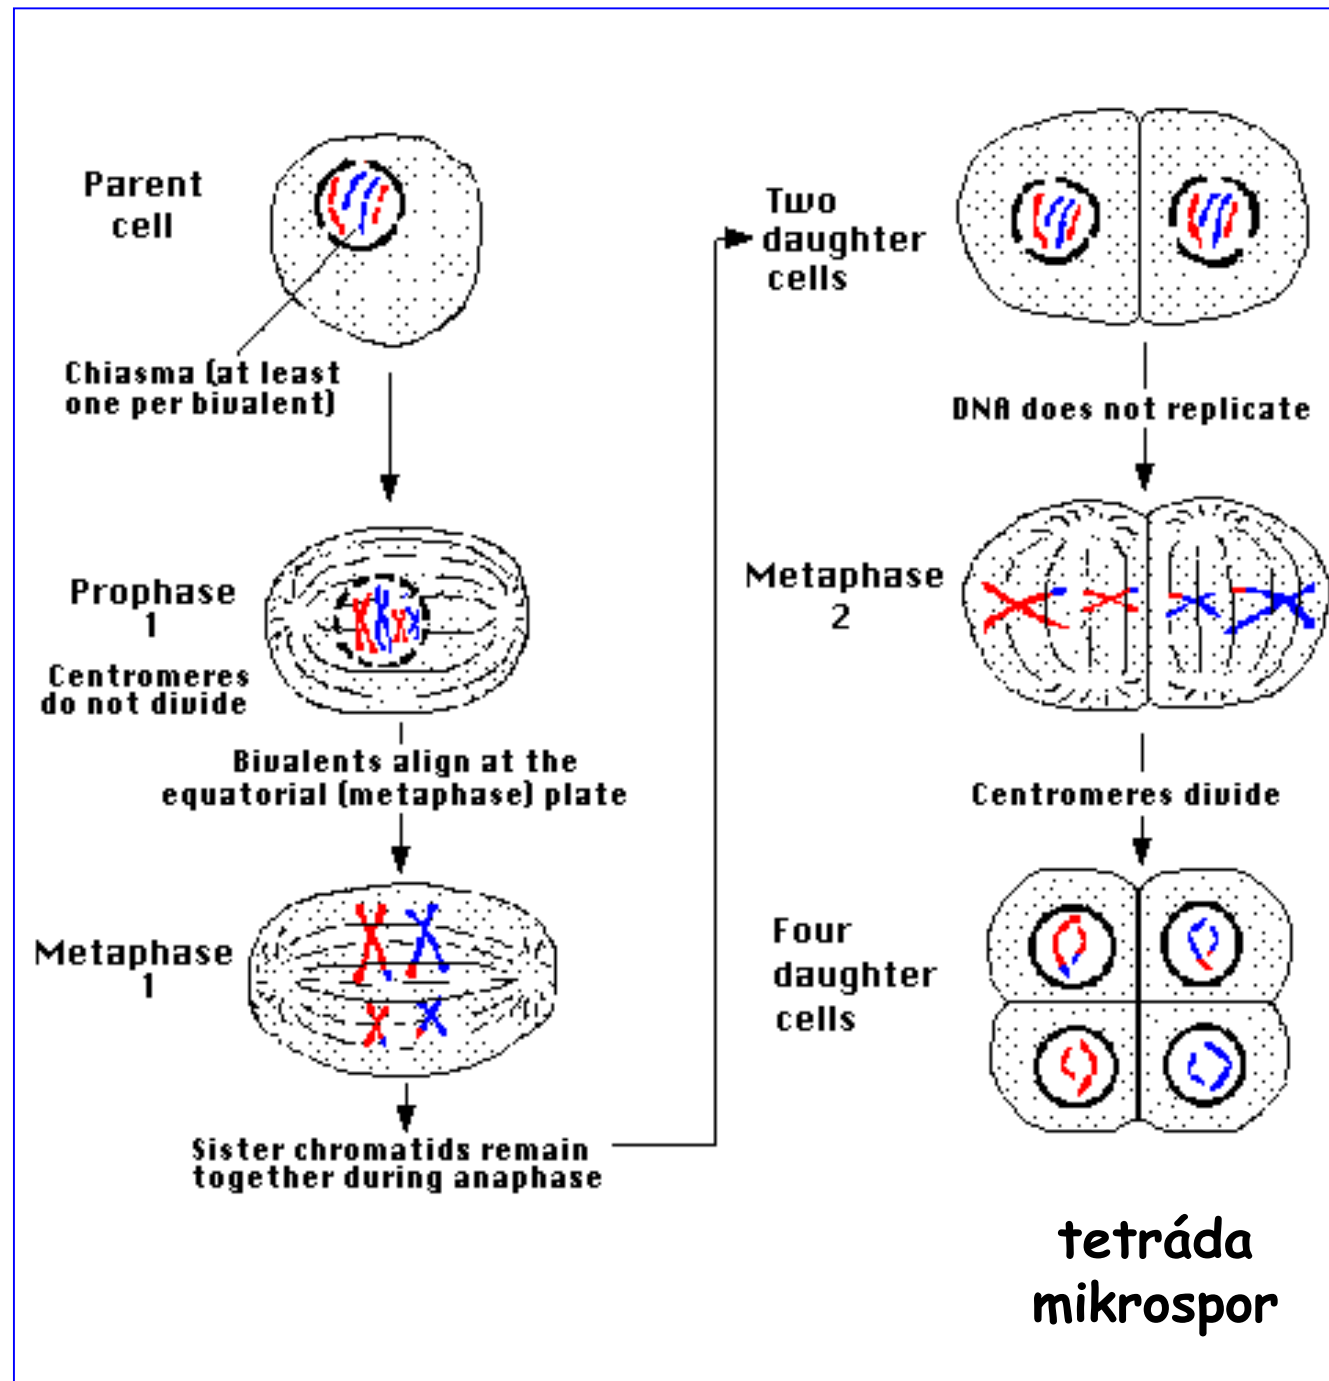 Parent
cell
Chiasma (at least
one per bivalent)
Prophase
1
Centromeres
do not divide
Bivalents align at the
equatorial (metaphase) plate
Metaphase
1
Sister chromatids remain
together during anaphase
Two
daughter
cells
DNA does not replicate
Metaphase
2
Centromeres divide
Four
daughter
cells
tetráda
mikrospor